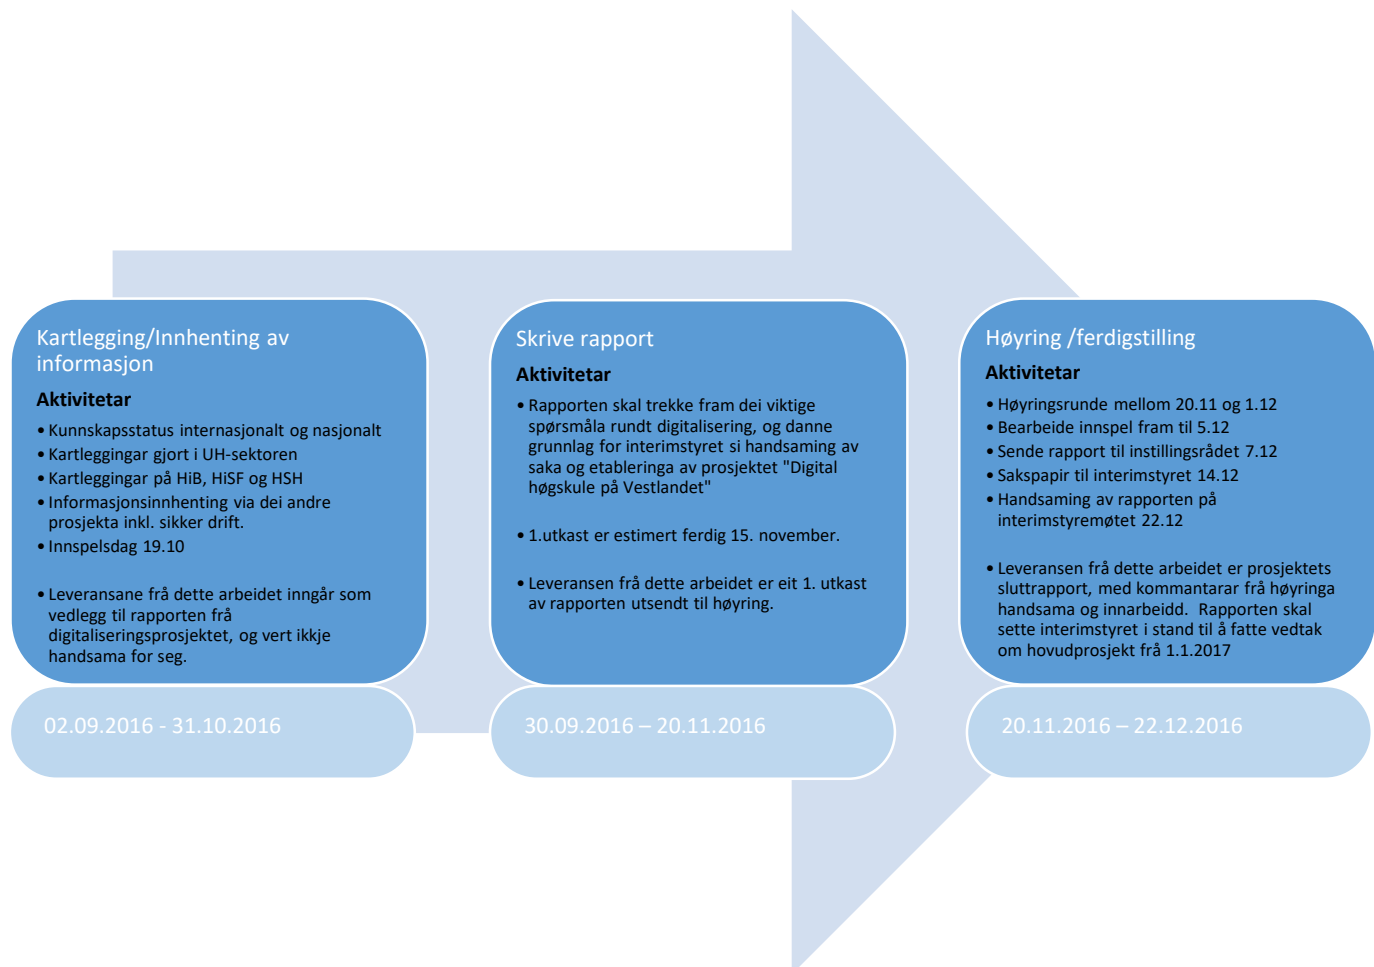 Kartlegging/Innhenting av
informasjon
Aktivitetar
• Kunnskapsstatus internasjonalt og nasjonalt
• Kartleggingar gjort i UH-sektoren
• Kartleggingar på HiB, HiSF og HSH
• Informasjonsinnhenting via dei andre
prosjekta inkl. sikker drift.
• Innspelsdag 19.10
• Leveransane frå dette arbeidet inngår som
vedlegg til rapporten frå
digitaliseringsprosjektet, og vert ikkje
handsama for seg.
02.09.2016 - 31.10.2016
Skrive rapport
Aktivitetar
• Rapporten skal trekke fram dei viktige
spørsmåla rundt digitalisering, og danne
grunnlag for interimstyret si handsaming av
saka og etableringa av prosjektet "Digital
høgskule på Vestlandet"
• 1.utkast er estimert ferdig 15. november.
• Leveransen frå dette arbeidet er eit 1. utkast
av rapporten utsendt til høyring.
30.09.2016 – 20.11.2016
Høyring /ferdigstilling
Aktivitetar
• Høyringsrunde mellom 20.11 og 1.12
• Bearbeide innspel fram til 5.12
• Sende rapport til instillingsrådet 7.12
• Sakspapir til interimstyret 14.12
• Handsaming av rapporten på
interimstyremøtet 22.12
• Leveransen frå dette arbeidet er prosjektets
sluttrapport, med kommentarar frå høyringa
handsama og innarbeidd.  Rapporten skal
sette interimstyret i stand til å fatte vedtak
om hovudprosjekt frå 1.1.2017
20.11.2016 – 22.12.2016